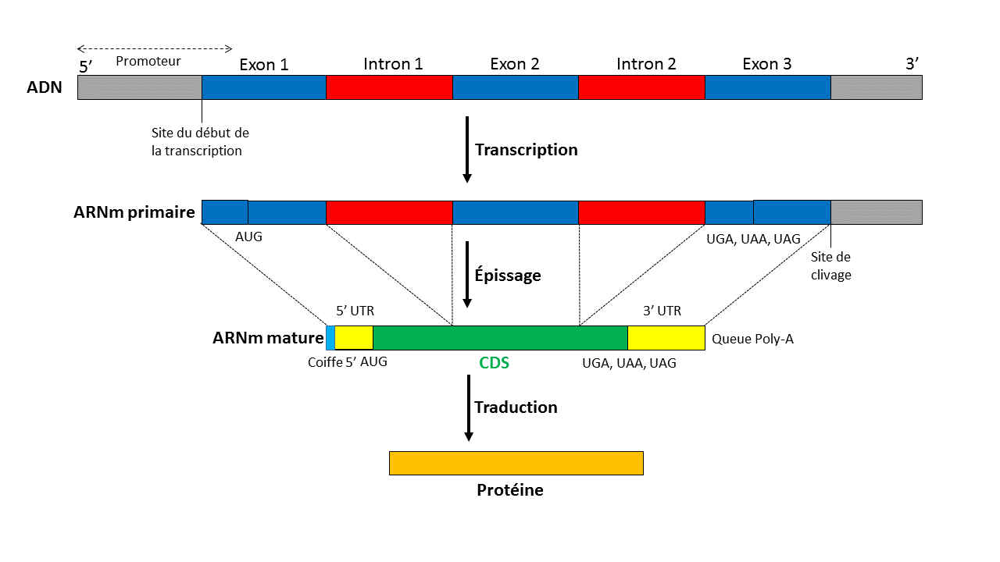 Promoteur
5’
Exon 1
Intron 1
Exon 2
Intron 2
Exon 3
3’
ADN
Site du début de
la transcription
Transcription
ARNm primaire
AUG
UGA, UAA, UAG
Site de
clivage
Épissage
5’ UTR
3’ UTR
ARNm mature
Queue Poly-A
Coiffe 5’
AUG
CDS
UGA, UAA, UAG
Traduction
Protéine